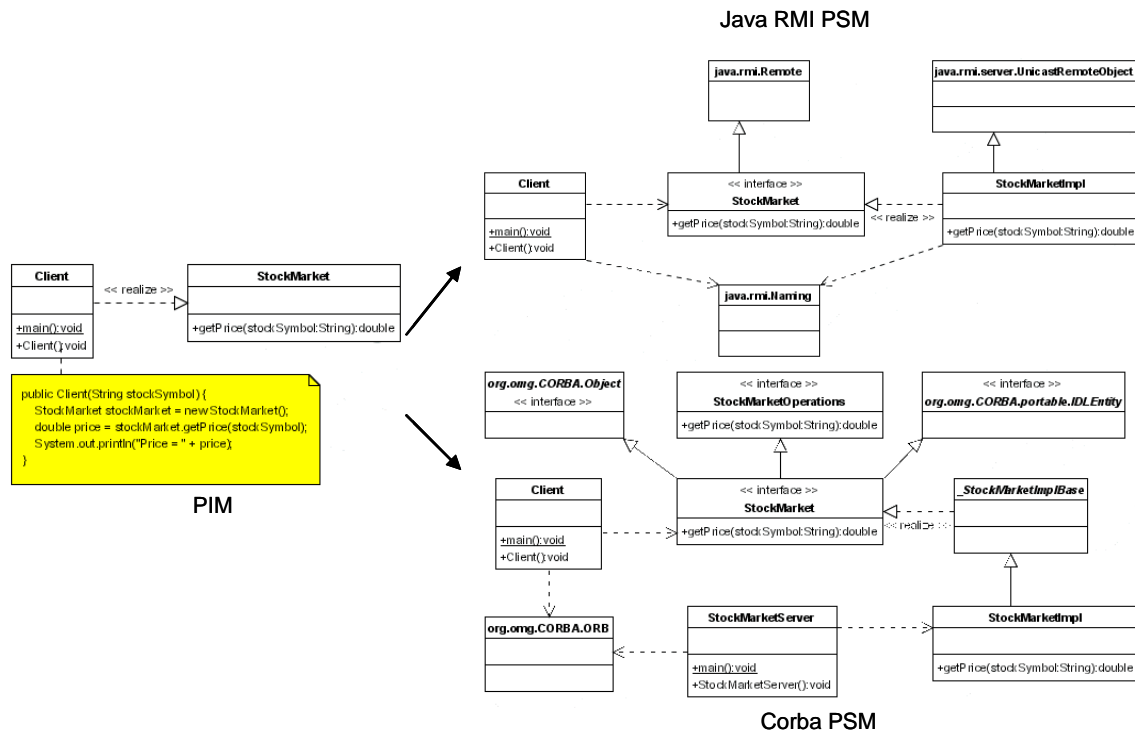 Java RMI PSM
java.rmi.Remote
java.rmi.server.UnicastRemoteObject
Client
+main():void
+Client():void
<< interface >>
StockMarket
+getPrice(stockSymbol:String):double
<< realize >>
StockMarketImpl
+getPrice(stockSymbol:String):double
java.rmi.Naming
Client
+main():void
+Client():void
<< realize >>
StockMarket
+getPrice(stockSymbol:String):double
public Client(String stockSymbol) {
StockMarket stockMarket = new StockMarket();
double price = stockMarket.getPrice(stockSymbol);
System.out.println("Price = " + price);
}
PIM
org.omg.CORBA.Object
<< interface >>
<< interface >>
StockMarketOperations
+getPrice(stockSymbol:String):double
<< interface >>
org.omg.CORBA.portable.IDLEntity
Client
+main():void
+Client():void
<< interface >>
StockMarket
+getPrice(stockSymbol:String):double
<< realize >>
_StockMarketImplBase
org.omg.CORBA.ORB
StockMarketServer
+main():void
+StockMarketServer():void
StockMarketImpl
+getPrice(stockSymbol:String):double
Corba PSM